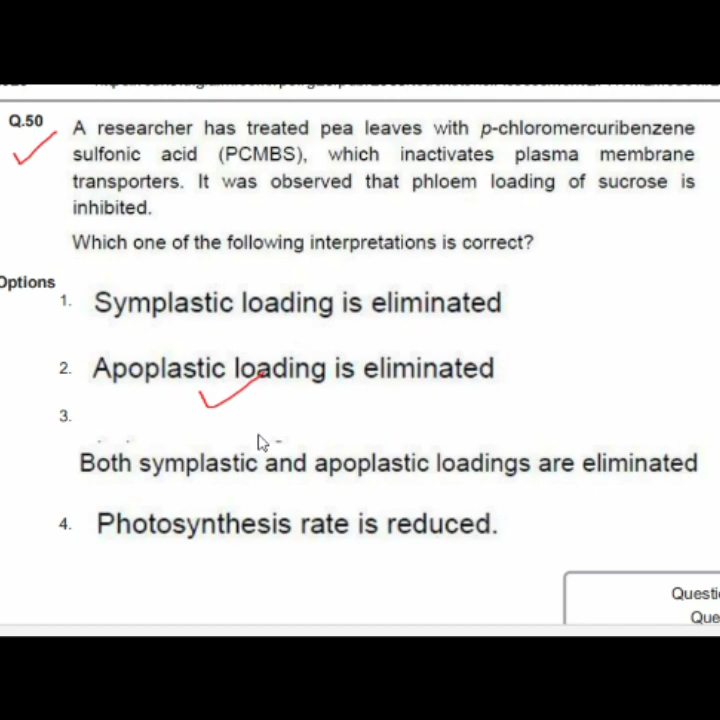 Q.50
A researcher has treated pea leaves with p-chloromercuribenzene
sulfonic acid (PCMBS), which inactivates plasma membrane
transporters. It was observed that phloem loading of sucrose is
inhibited.
Which one of the following interpretations is correct?
Options
1. Symplastic loading is eliminated
2. Apoplastic loading is eliminated
3.
Both symplastic and apoplastic loadings are eliminated
4. Photosynthesis rate is reduced.
Questi
Que